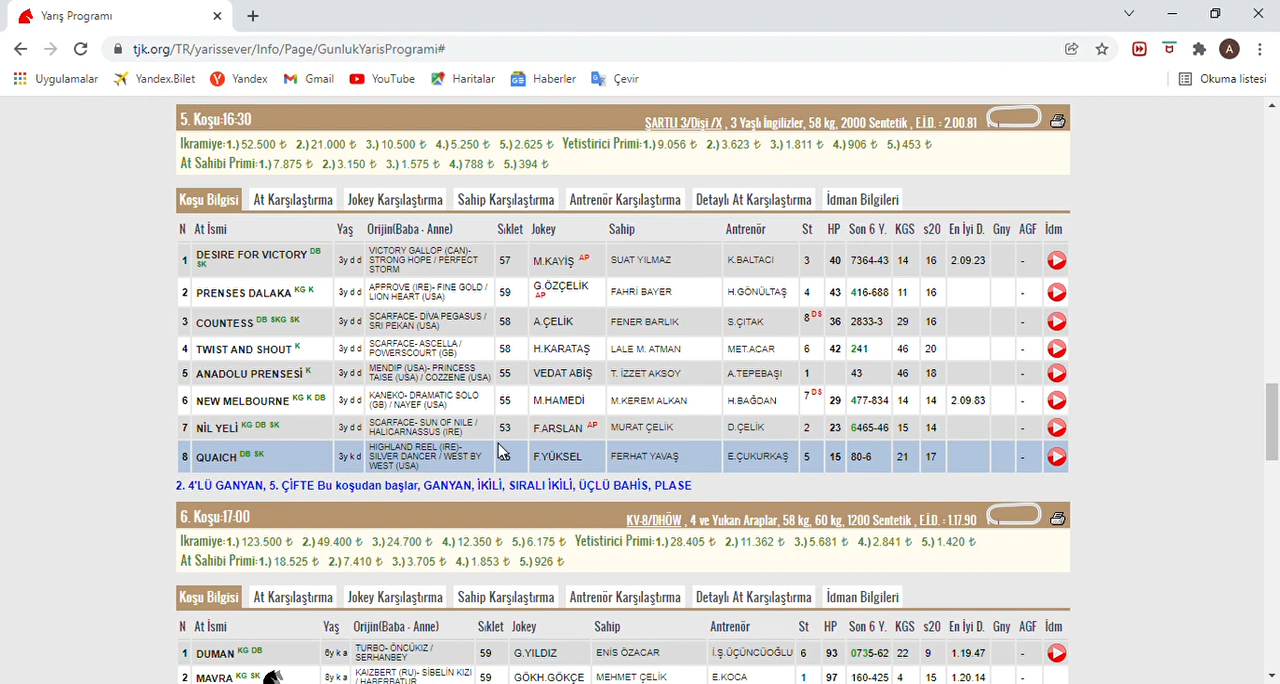 Yarış Programı
tjk.org/TR/yarissever/Info/Page/GunlukYarisProgrami#
A
Uygulamalar Yandex.Bilet Yandex Gmail YouTube Haritalar Haberler Çevir Okuma listesi
5. Koşu:16:30 ŞARTLI 3/Dişi /X , 3 Yaşlı İngilizler, 58 kg, 2000 Sentetik , E.İ.D. : 2.00.81
Ikramiye:1.) 52.500 ₺ 2.) 21.000 ₺ 3.) 10.500 ₺ 4.) 5.250 ₺ 5.) 2.625 ₺ Yetistirici Primi:1.) 9.056 ₺ 2.) 3.623 ₺ 3.) 1.811 ₺ 4.) 906 ₺ 5.) 453 ₺
At Sahibi Primi:1.) 7.875 ₺ 2.) 3.150 ₺ 3.) 1.575 ₺ 4.) 788 ₺ 5.) 394 ₺
Koşu Bilgisi At Karşılaştırma Jokey Karşılaştırma Sahip Karşılaştırma Antrenör Karşılaştırma Detaylı At Karşılaştırma İdman Bilgileri
N At İsmi Yaş Orijin(Baba - Anne) Sıklet Jokey Sahip Antrenör St HP Son 6 Y. KGS s20 En İyi D. Gny AGF İdm
1 DESIRE FOR VICTORY DB SK 3y d d VICTORY GALLOP (CAN)- STRONG HOPE / PERFECT STORM 57 M.KAYİŞ AP SUAT YILMAZ K.BALTACI 3 40 7364-43 14 16 2.09.23 -
2 PRENSES DALAKA KG K 3y d d APPROVE (IRE)- FINE GOLD / LION HEART (USA) 59 G.ÖZÇELİK AP FAHRİ BAYER H.GÖNÜLTAŞ 4 43 416-688 11 16 -
3 COUNTESS DB SKG SK 3y d d SCARFACE- DİVA PEGASUS / SRI PEKAN (USA) 58 A.ÇELİK FENER BARLIK S.ÇITAK 8 DS 36 2833-3 29 16 -
4 TWIST AND SHOUT K 3y d d SCARFACE- ASCELLA / POWERSCOURT (GB) 58 H.KARATAŞ LALE M. ATMAN MET.ACAR 6 42 241 46 20 -
5 ANADOLU PRENSESİ K 3y d d MENDIP (USA)- PRINCESS TAISE (USA) / COZZENE (USA) 55 VEDAT ABİŞ T. İZZET AKSOY A.TEPEBAŞI 1 43 46 18 -
6 NEW MELBOURNE KG K DB 3y d d KANEKO- DRAMATIC SOLO (GB) / NAYEF (USA) 55 M.HAMEDİ M.KEREM ALKAN H.BAĞDAN 7 DS 29 477-834 14 14 2.09.83 -
7 NİL YELİ KG DB SK 3y d d SCARFACE- SUN OF NILE / HALICARNASSUS (IRE) 53 F.ARSLAN AP MURAT ÇELİK D.ÇELİK 2 23 6465-46 15 14 -
8 QUAICH DB SK 3y k d HIGHLAND REEL (IRE)- SILVER DANCER / WEST BY WEST (USA) F.YÜKSEL FERHAT YAVAŞ E.ÇUKURKAŞ 5 15 80-6 21 17 -
2. 4'LÜ GANYAN, 5. ÇİFTE Bu koşudan başlar, GANYAN, İKİLİ, SIRALI İKİLİ, ÜÇLÜ BAHİS, PLASE
6. Koşu:17:00 KV-8/DHÖW , 4 ve Yukarı Araplar, 58 kg, 60 kg, 1200 Sentetik , E.İ.D. : 1.17.90
Ikramiye:1.) 123.500 ₺ 2.) 49.400 ₺ 3.) 24.700 ₺ 4.) 12.350 ₺ 5.) 6.175 ₺ Yetistirici Primi:1.) 28.405 ₺ 2.) 11.362 ₺ 3.) 5.681 ₺ 4.) 2.841 ₺ 5.) 1.420 ₺
At Sahibi Primi:1.) 18.525 ₺ 2.) 7.410 ₺ 3.) 3.705 ₺ 4.) 1.853 ₺ 5.) 926 ₺
Koşu Bilgisi At Karşılaştırma Jokey Karşılaştırma Sahip Karşılaştırma Antrenör Karşılaştırma Detaylı At Karşılaştırma İdman Bilgileri
N At İsmi Yaş Orijin(Baba - Anne) Sıklet Jokey Sahip Antrenör St HP Son 6 Y. KGS s20 En İyi D. Gny AGF İdm
1 DUMAN KG DB 6y k a TURBO- ÖNCÜKIZ / SERHANBEY 59 G.YILDIZ ENİS ÖZACAR İ.Ş.ÜÇÜNCÜOĞLU 6 93 0735-62 22 9 1.19.47 -
2 MAVRA KG SK 8y k a KAIZBERT (RU)- SİBELİN KIZI / HABERBATUR 59 GÖKH.GÖKÇE MEHMET ÇELİK E.KOCA 1 97 160-425 4 15 1.20.14 -